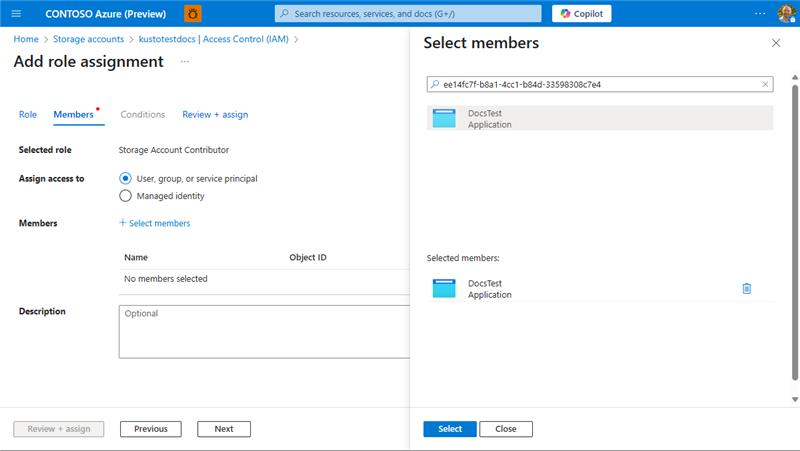 CONTOSO Azure (Preview)
Search resources, services, and docs (G+/)
Copilot
...
Home > Storage accounts > kustotestdocs | Access Control (IAM) >
Add role assignment ...
Role Members Conditions Review + assign
Selected role Storage Account Contributor
Assign access to User, group, or service principal
Managed identity
Members + Select members
Name Object ID
No members selected
Description Optional
Review + assign Previous Next
Select members
ee14fc7f-b8a1-4cc1-b84d-33598308c7e4
DocsTest
Application
Selected members:
DocsTest
Application
Select Close